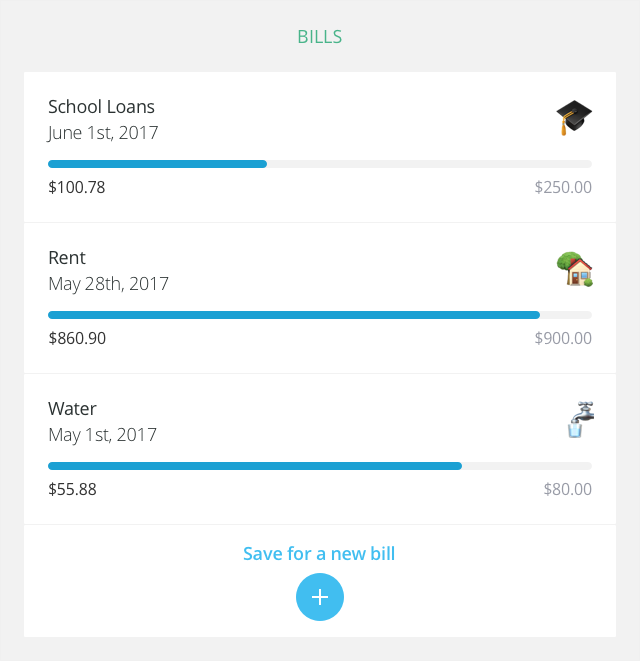 BILLS
School Loans
June 1st, 2017
$100.78
$250.00
Rent
May 28th, 2017
$860.90
$900.00
Water
May 1st, 2017
$55.88
$80.00
Save for a new bill